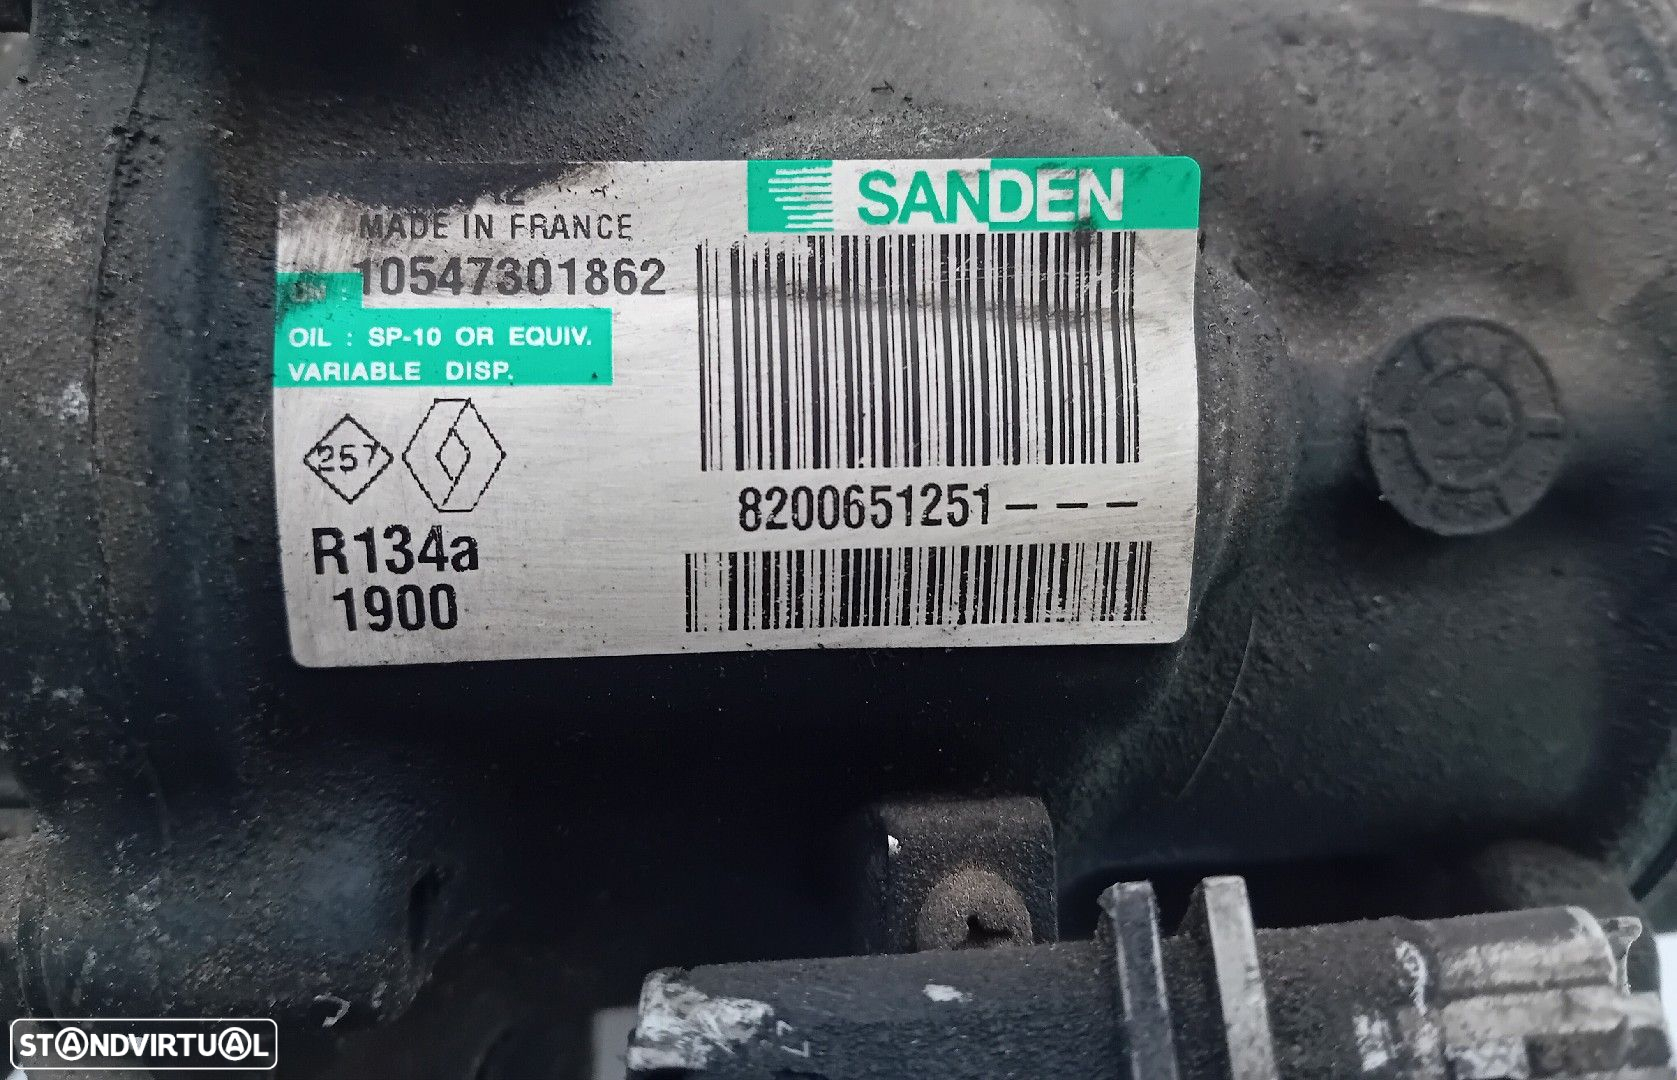 SANDEN
MADE IN FRANCE
10547301862
OIL : SP-10 OR EQUIV.
VARIABLE DISP.
257
8200651251---
R134a
1900
STANDVIRTUAL